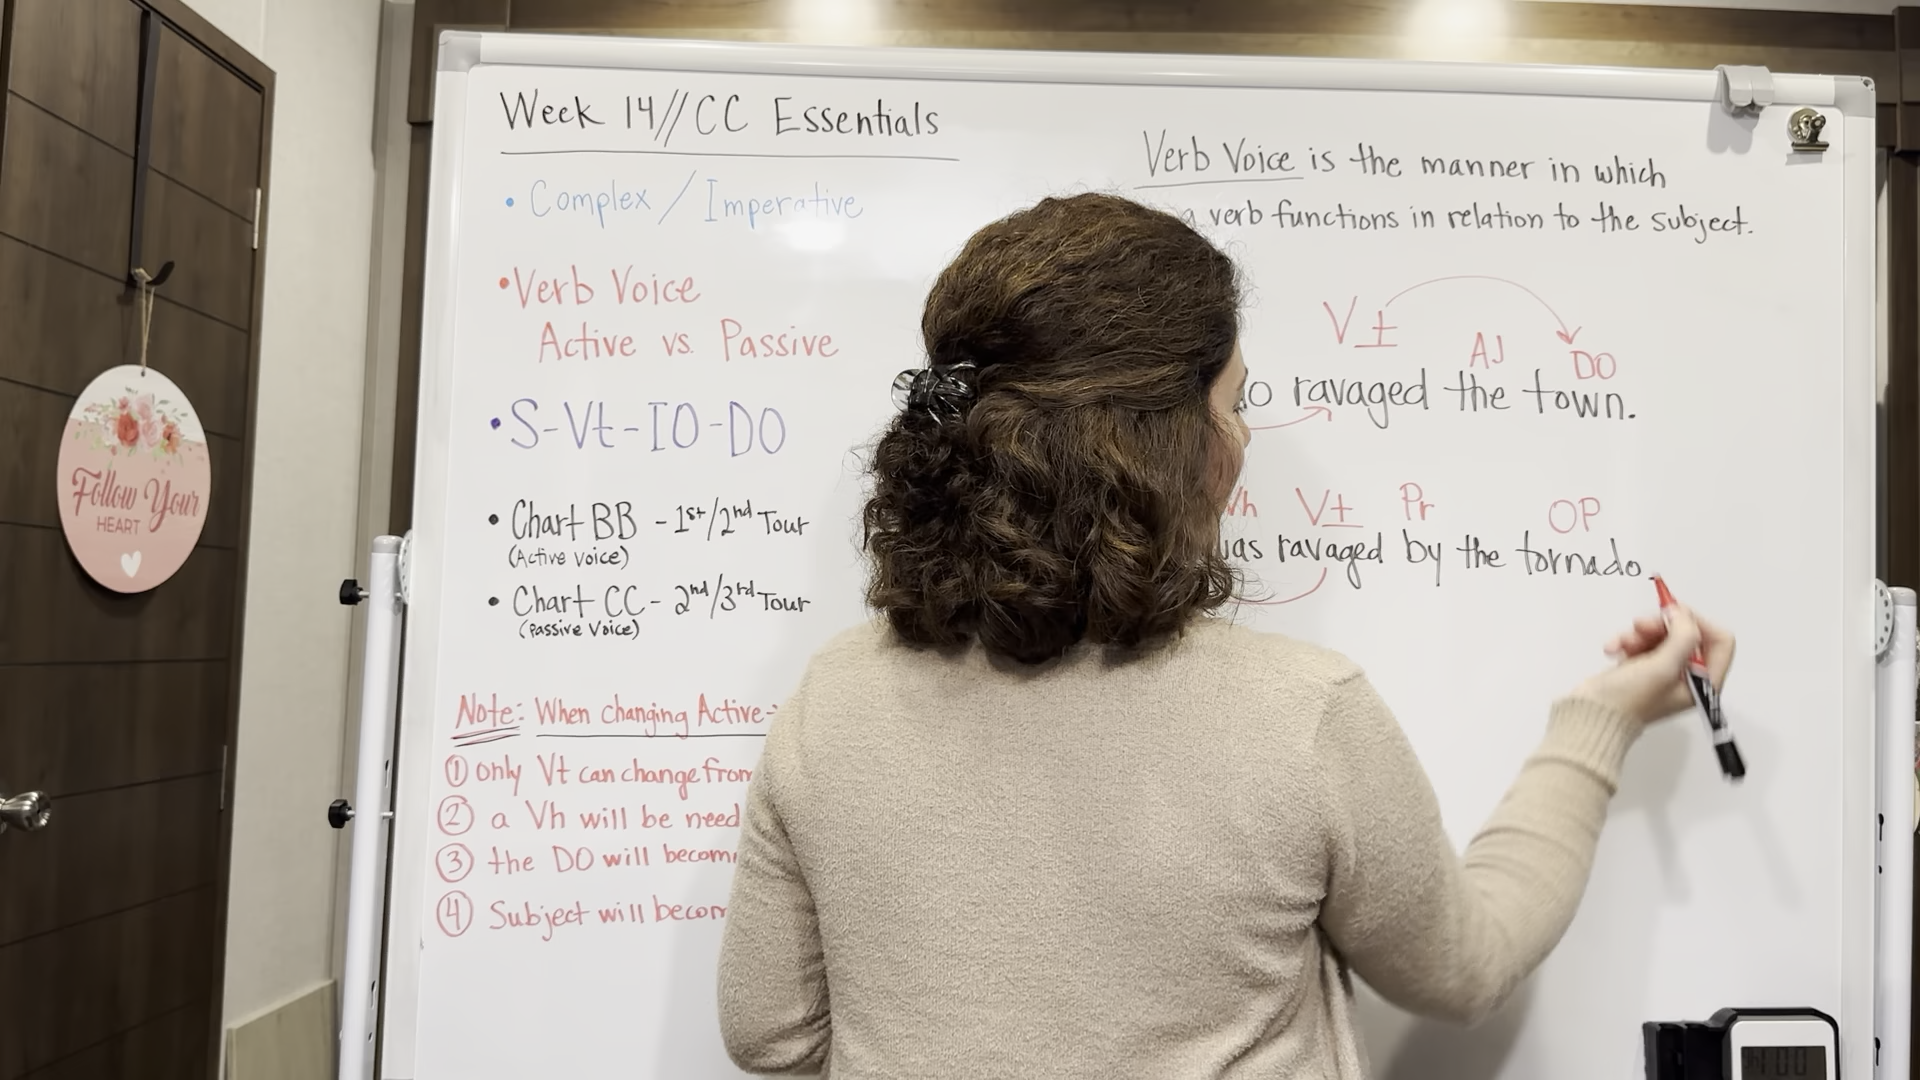 Week 14//CC Essentials
• Complex / Imperative
• Verb Voice
Active vs. Passive
• S-Vt-IO-DO
• Chart BB - 1st/2nd Tour
(Active voice)
• Chart CC - 2nd/3rd Tour
(Passive Voice)
Note: When changing Active
① only Vt can change from
② a Vh will be need
③ the DO will becom
④ Subject will becom
Verb Voice is the manner in which
a verb functions in relation to the subject.
Vt AJ DO
ravaged the town.
Vh Vt Pr OP
was ravaged by the tornado.
Follow Your
HEART